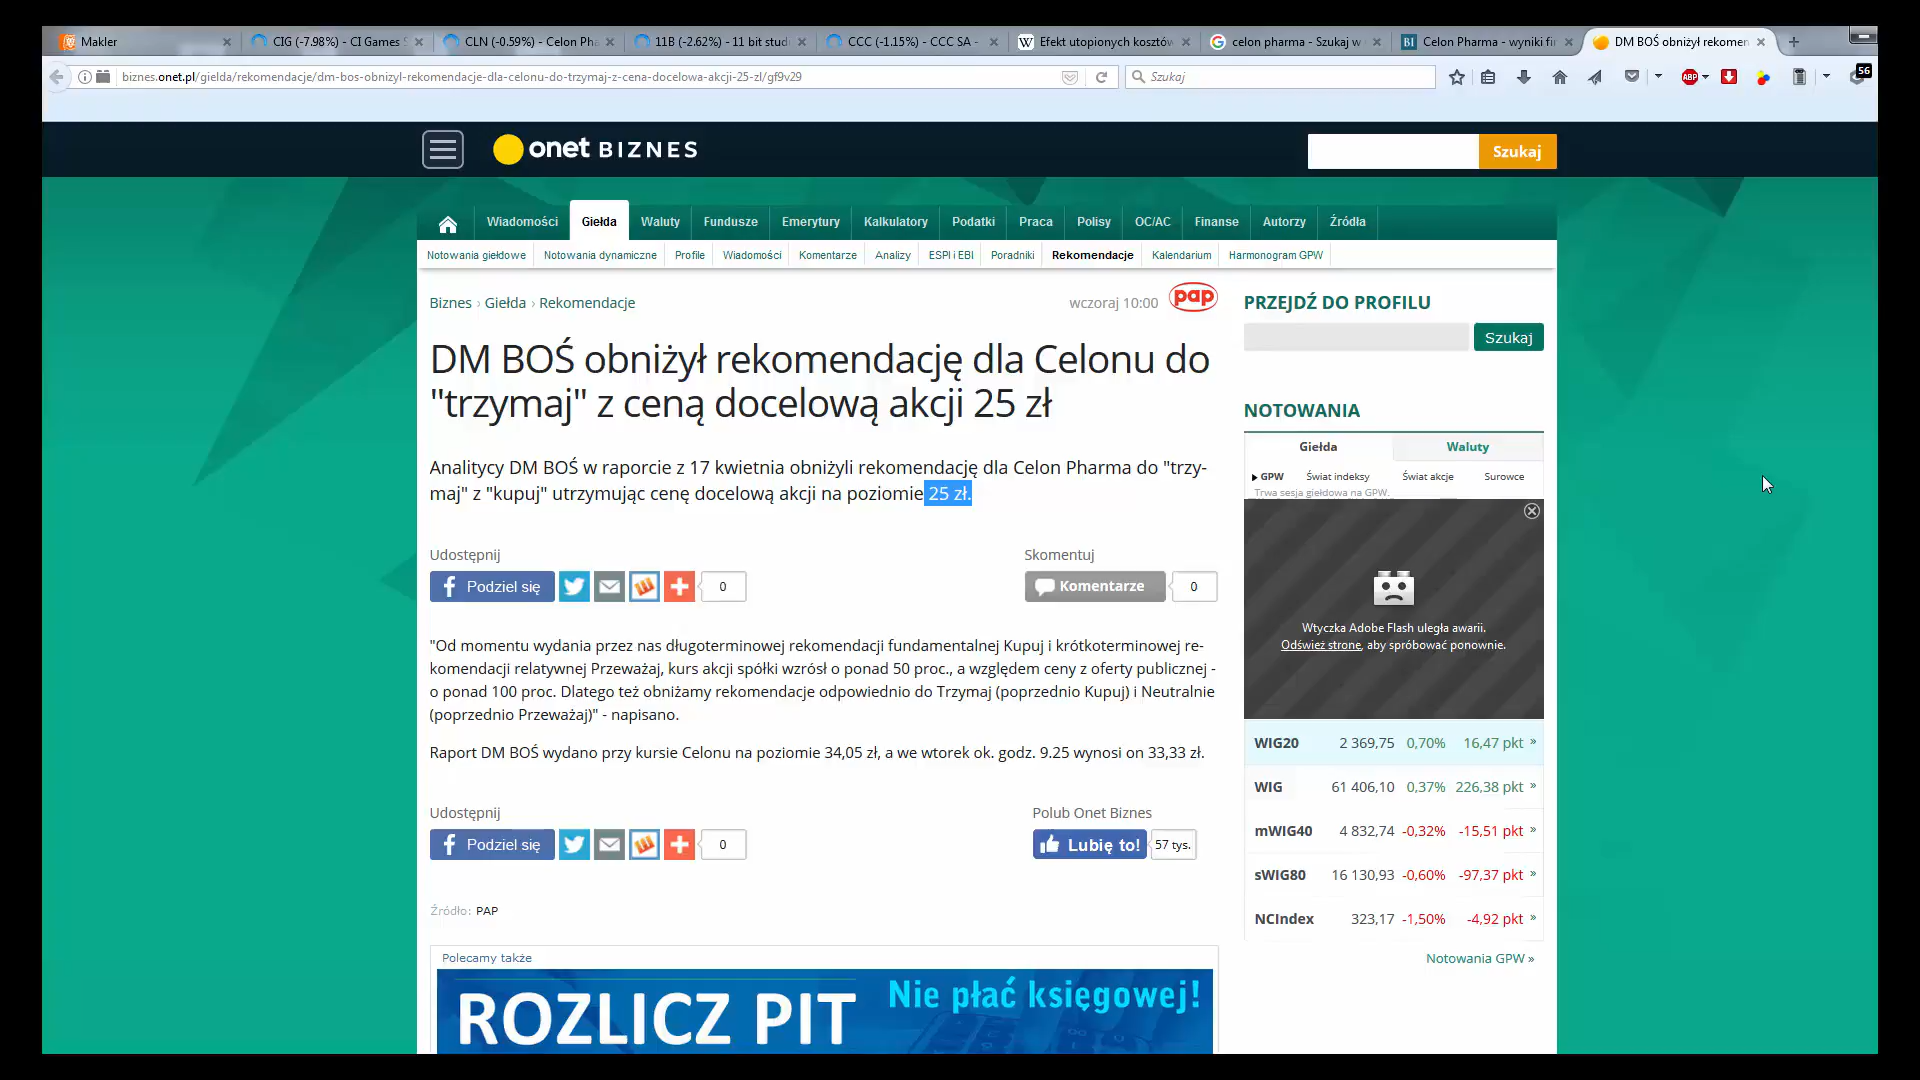 Makler
CIG (-7.98%) - CI Games S
CLN (-0.59%) - Celon Pha
11B (-2.62%) - 11 bit stud
CCC (-1.15%) - CCC SA -
Efekt utopionych kosztów
celon pharma - Szukaj w
Celon Pharma - wyniki fi
DM BOŚ obniżył rekomen
biznes.onet.pl/gielda/rekomendacje/dm-bos-obnizyl-rekomendacje-dla-celonu-do-trzymaj-z-cena-docelowa-akcji-25-zl/gf9v29
Szukaj
ABP
56
onet BIZNES
Szukaj
Wiadomości
Giełda
Waluty
Fundusze
Emerytury
Kalkulatory
Podatki
Praca
Polisy
OC/AC
Finanse
Autorzy
Źródła
Notowania giełdowe
Notowania dynamiczne
Profile
Wiadomości
Komentarze
Analizy
ESPI i EBI
Poradniki
Rekomendacje
Kalendarium
Harmonogram GPW
Biznes › Giełda › Rekomendacje
wczoraj 10:00
pap
DM BOŚ obniżył rekomendację dla Celonu do
"trzymaj" z ceną docelową akcji 25 zł
Analitycy DM BOŚ w raporcie z 17 kwietnia obniżyli rekomendację dla Celon Pharma do "trzy-
maj" z "kupuj" utrzymując cenę docelową akcji na poziomie 25 zł.
Udostępnij
Skomentuj
Podziel się
0
Komentarze
0
"Od momentu wydania przez nas długoterminowej rekomendacji fundamentalnej Kupuj i krótkoterminowej re-
komendacji relatywnej Przeważaj, kurs akcji spółki wzrósł o ponad 50 proc., a względem ceny z oferty publicznej -
o ponad 100 proc. Dlatego też obniżamy rekomendacje odpowiednio do Trzymaj (poprzednio Kupuj) i Neutralnie
(poprzednio Przeważaj)" - napisano.
Raport DM BOŚ wydano przy kursie Celonu na poziomie 34,05 zł, a we wtorek ok. godz. 9.25 wynosi on 33,33 zł.
Udostępnij
Polub Onet Biznes
Podziel się
0
Lubię to!
57 tys.
Źródło: PAP
Polecamy także
ROZLICZ PIT
Nie płać księgowej!
PRZEJDŹ DO PROFILU
Szukaj
NOTOWANIA
Giełda
Waluty
GPW
Świat indeksy
Świat akcje
Surowce
Trwa sesja giełdowa na GPW.
Wtyczka Adobe Flash uległa awarii.
Odśwież stronę, aby spróbować ponownie.
WIG20 2 369,75 0,70% 16,47 pkt »
WIG 61 406,10 0,37% 226,38 pkt »
mWIG40 4 832,74 -0,32% -15,51 pkt »
sWIG80 16 130,93 -0,60% -97,37 pkt »
NCIndex 323,17 -1,50% -4,92 pkt »
Notowania GPW »